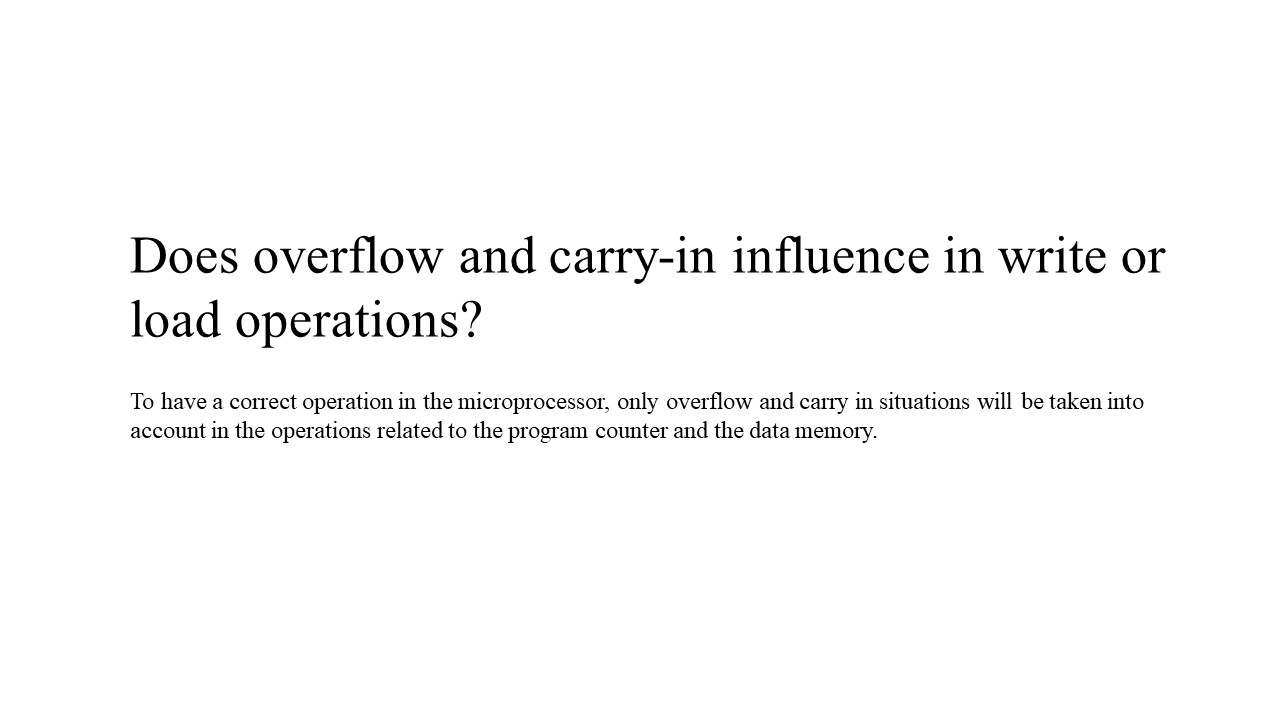 Does overflow and carry-in influence in write or
load operations?
To have a correct operation in the microprocessor, only overflow and carry in situations will be taken into
account in the operations related to the program counter and the data memory.